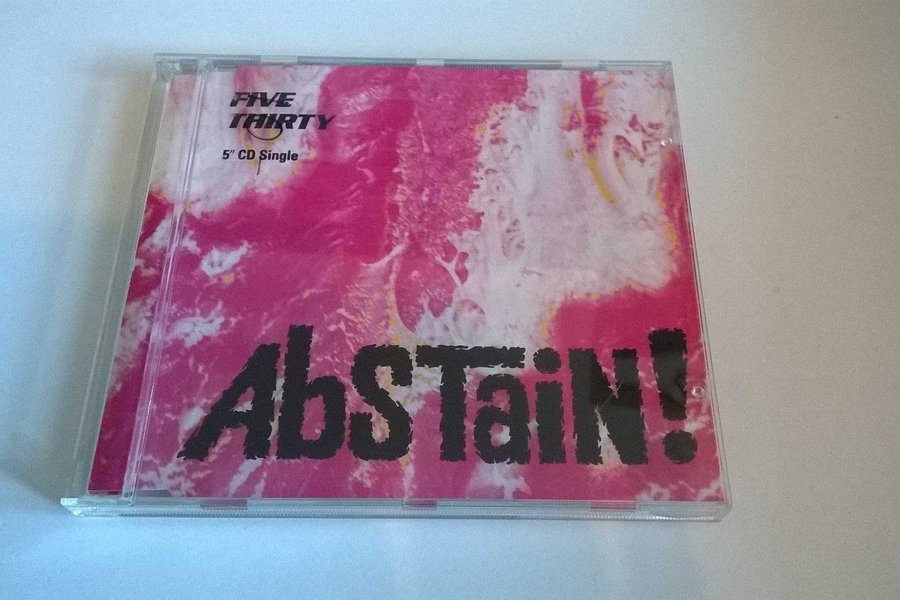 FIVE
THIRTY
5" CD Single
AbSTaiN!